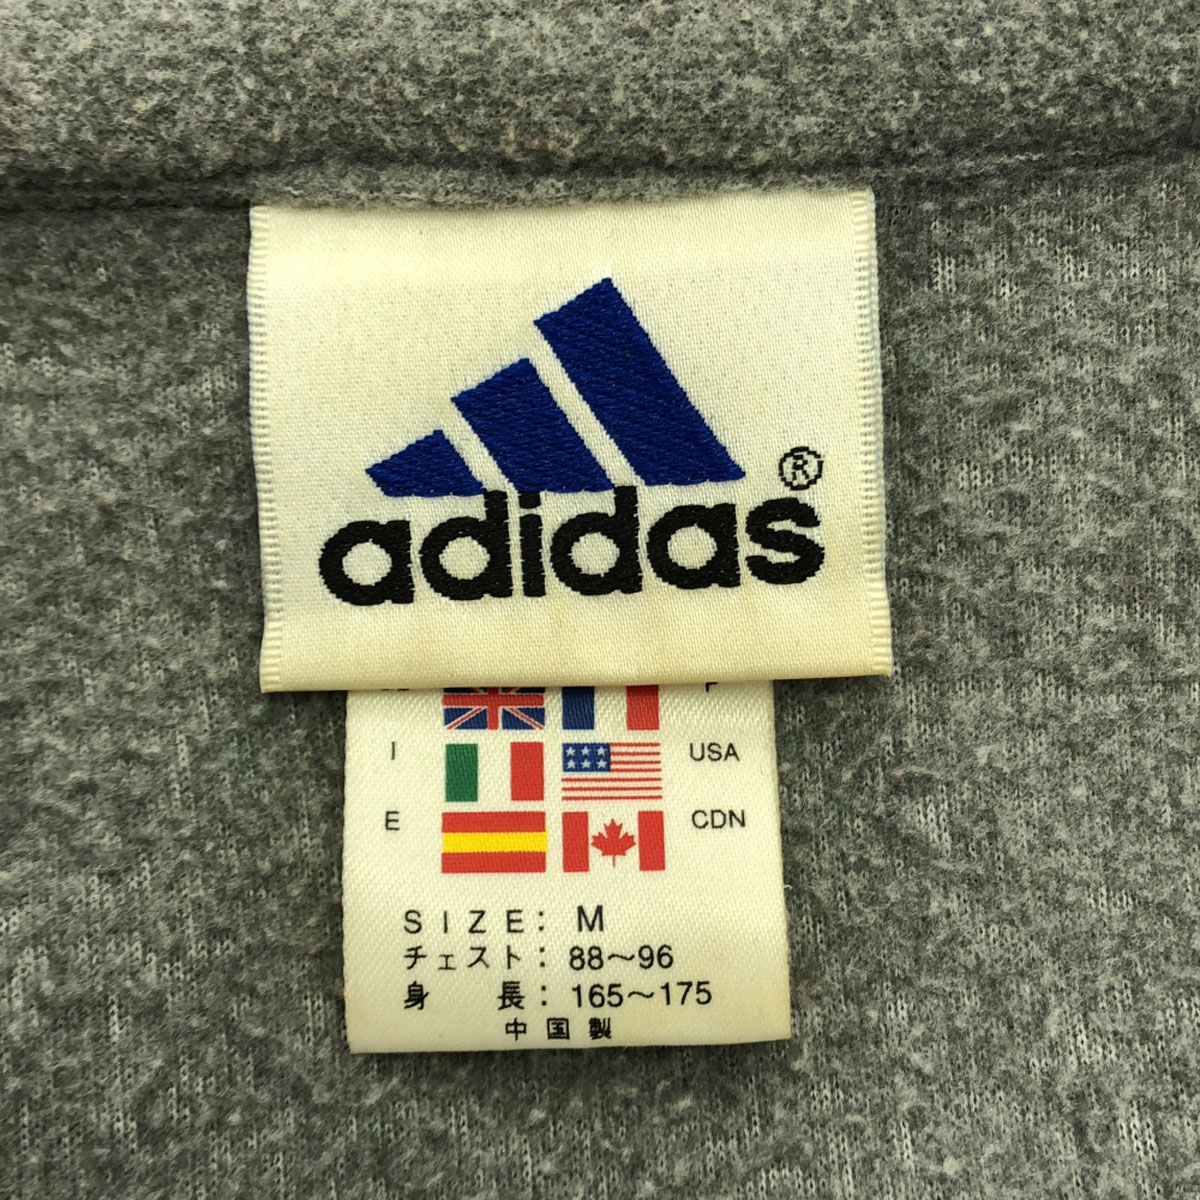 adidas ®
I USA
E CDN
SIZE: M
チェスト: 88〜96
身長: 165〜175
中国製